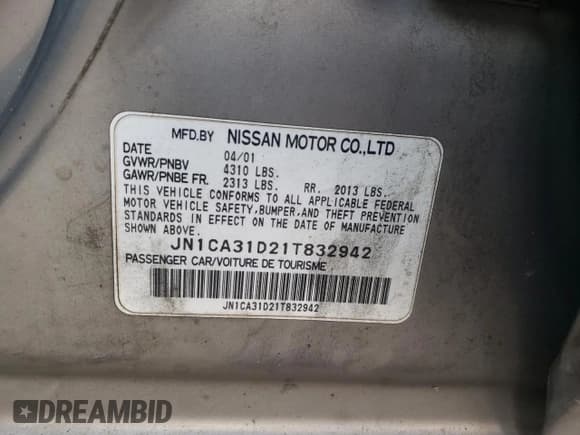 MFD.BY NISSAN MOTOR CO.,LTD
DATE 04/01
GVWR/PNBV 4310 LBS.
GAWR/PNBE FR. 2313 LBS. RR. 2013 LBS.
THIS VEHICLE CONFORMS TO ALL APPLICABLE FEDERAL
MOTOR VEHICLE SAFETY, BUMPER, AND THEFT PREVENTION
STANDARDS IN EFFECT ON THE DATE OF MANUFACTURE
SHOWN ABOVE.
JN1CA31D21T832942
PASSENGER CAR/VOITURE DE TOURISME
JN1CA31D21T832942
DREAMBID